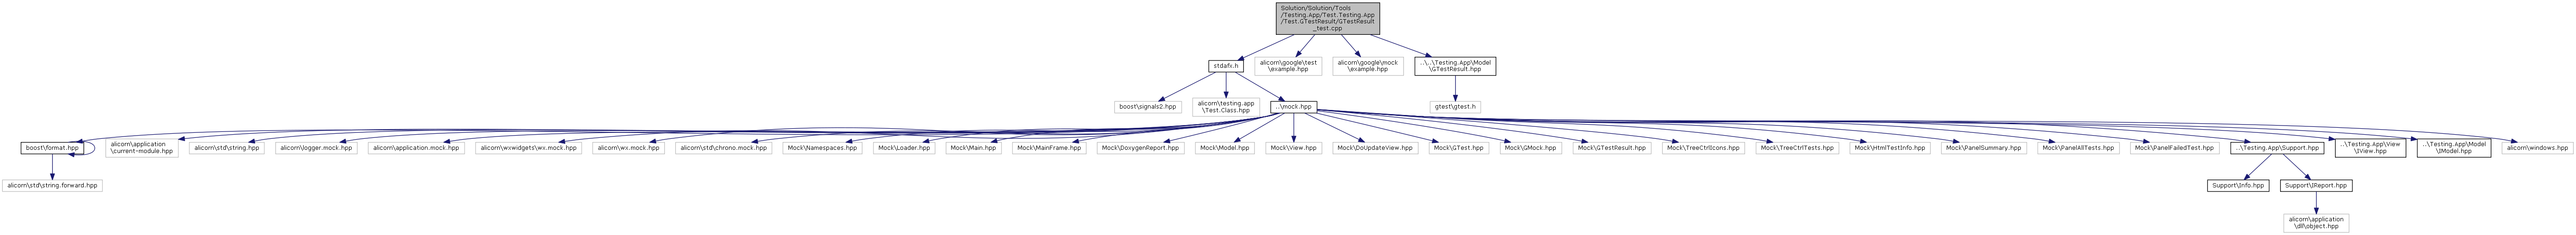 Solution/Solution/Tools
/Testing.App/Test.Testing.App
/Test.GTestResult/GTestResult
_test.cpp
stdafx.h
alicorn\google\test
\example.hpp
alicorn\google\mock
\example.hpp
..\..\Testing.App\Model
\GTestResult.hpp
boost\signals2.hpp
alicorn\testing.app
\Test.Class.hpp
..\mock.hpp
gtest\gtest.h
boost\format.hpp
alicorn\application
\current-module.hpp
alicorn\std\string.hpp
alicorn\logger.mock.hpp
alicorn\application.mock.hpp
alicorn\wxwidgets\wx.mock.hpp
alicorn\wx.mock.hpp
alicorn\std\chrono.mock.hpp
Mock\Namespaces.hpp
Mock\Loader.hpp
Mock\Main.hpp
Mock\MainFrame.hpp
Mock\DoxygenReport.hpp
Mock\Model.hpp
Mock\View.hpp
Mock\DoUpdateView.hpp
Mock\GTest.hpp
Mock\GMock.hpp
Mock\GTestResult.hpp
Mock\TreeCtrlIcons.hpp
Mock\TreeCtrlTests.hpp
Mock\HtmlTestInfo.hpp
Mock\PanelSummary.hpp
Mock\PanelAllTests.hpp
Mock\PanelFailedTest.hpp
..\Testing.App\Support.hpp
..\Testing.App\View
\IView.hpp
..\Testing.App\Model
\IModel.hpp
alicorn\windows.hpp
alicorn\std\string.forward.hpp
Support\Info.hpp
Support\IReport.hpp
alicorn\application
\dll\object.hpp